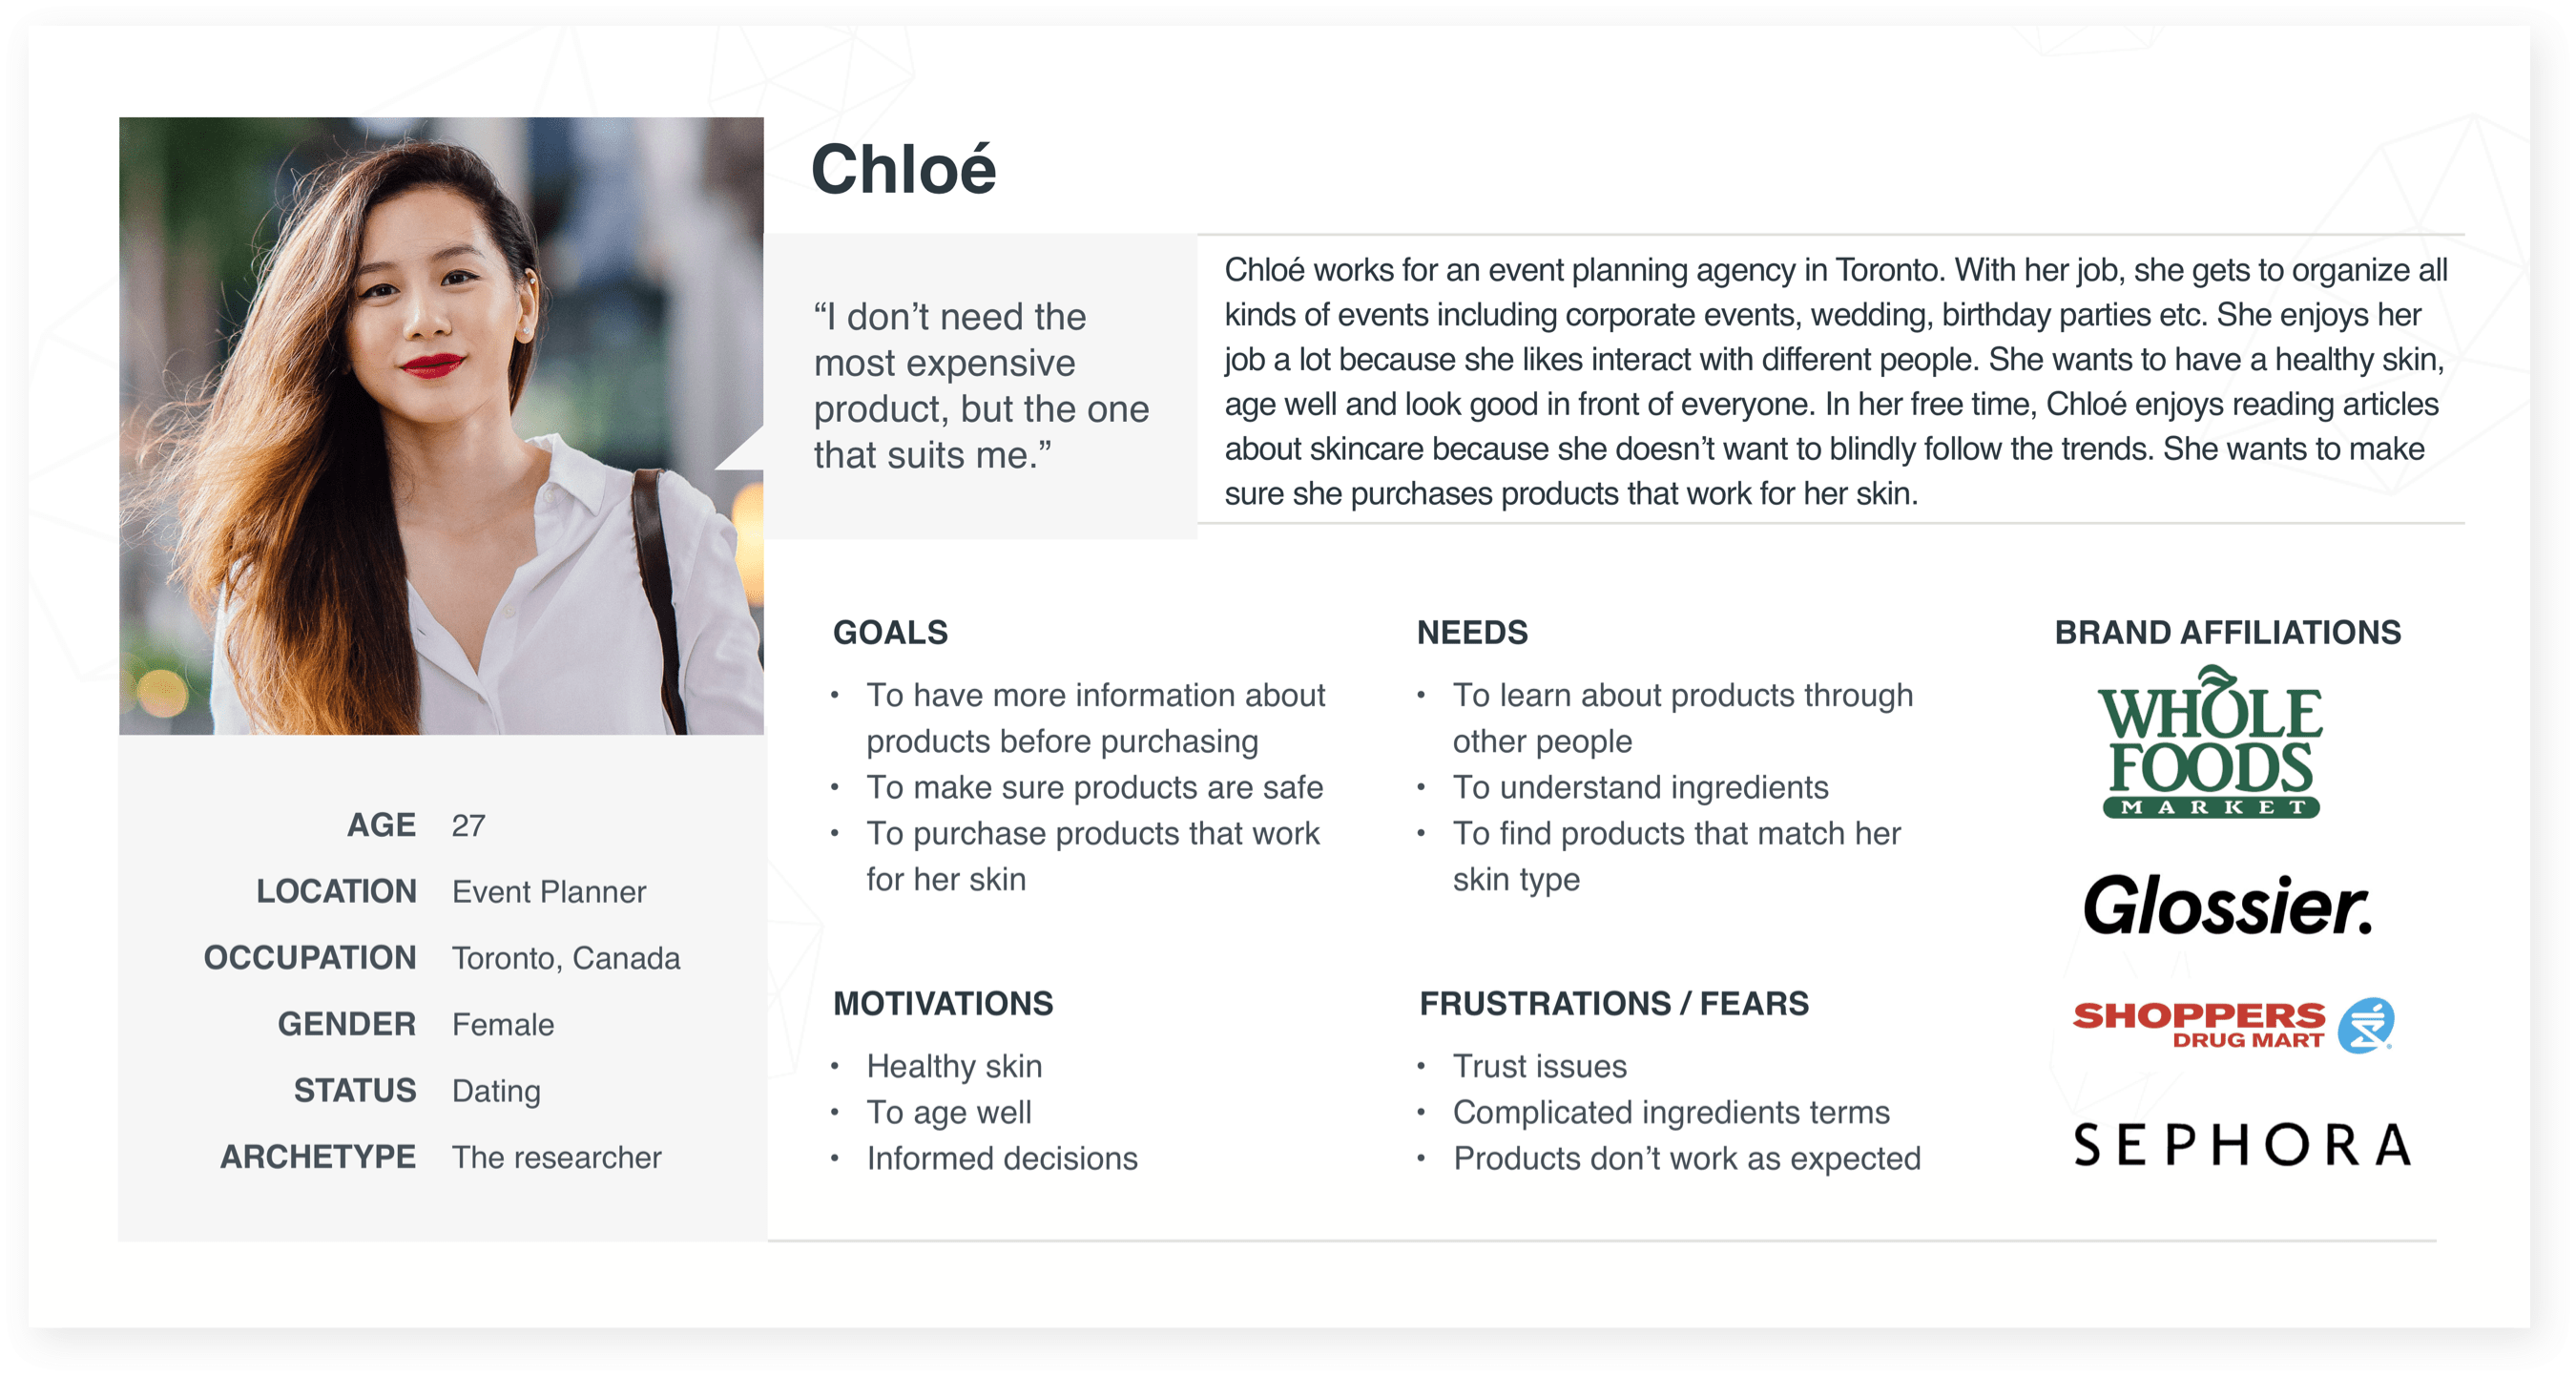 Chloé
“I don’t need the
most expensive
product, but the one
that suits me.”
Chloé works for an event planning agency in Toronto. With her job, she gets to organize all
kinds of events including corporate events, wedding, birthday parties etc. She enjoys her
job a lot because she likes interact with different people. She wants to have a healthy skin,
age well and look good in front of everyone. In her free time, Chloé enjoys reading articles
about skincare because she doesn’t want to blindly follow the trends. She wants to make
sure she purchases products that work for her skin.
AGE 27
LOCATION Event Planner
OCCUPATION Toronto, Canada
GENDER Female
STATUS Dating
ARCHETYPE The researcher
GOALS
• To have more information about
products before purchasing
• To make sure products are safe
• To purchase products that work
for her skin
NEEDS
• To learn about products through
other people
• To understand ingredients
• To find products that match her
skin type
MOTIVATIONS
• Healthy skin
• To age well
• Informed decisions
FRUSTRATIONS / FEARS
• Trust issues
• Complicated ingredients terms
• Products don’t work as expected
BRAND AFFILIATIONS
WHOLE
FOODS
MARKET
Glossier.
SHOPPERS
DRUG MART
SEPHORA